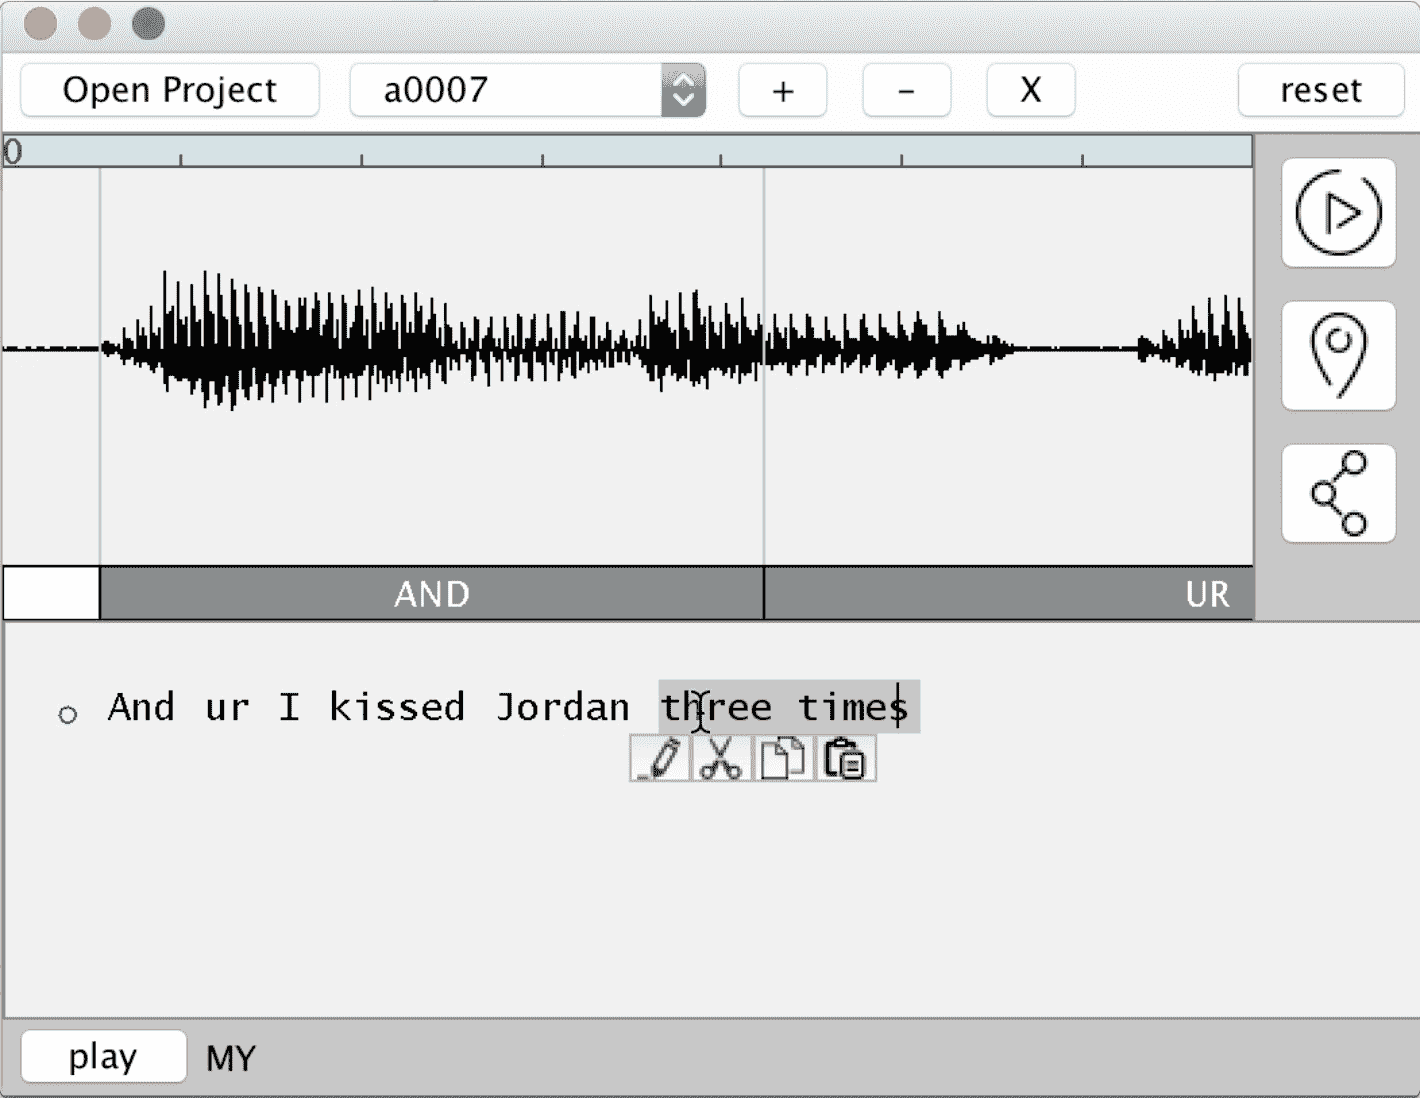 Open Project a0007 + - X reset
0
AND UR
And ur I kissed Jordan three times
play MY